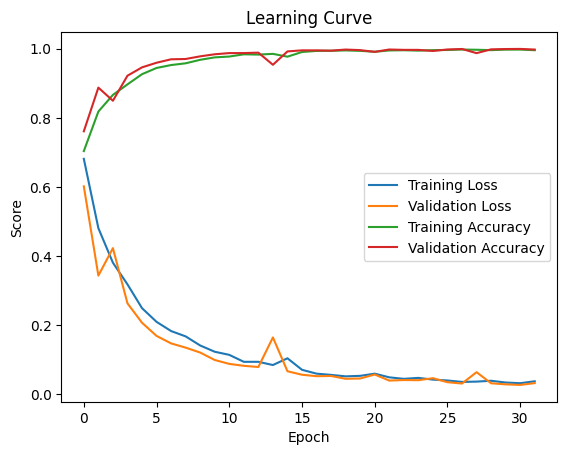 Learning Curve
1.0
0.8
0.6
0.4
0.2
0.0
Score
Training Loss
Validation Loss
Training Accuracy
Validation Accuracy
0 5 10 15 20 25 30
Epoch